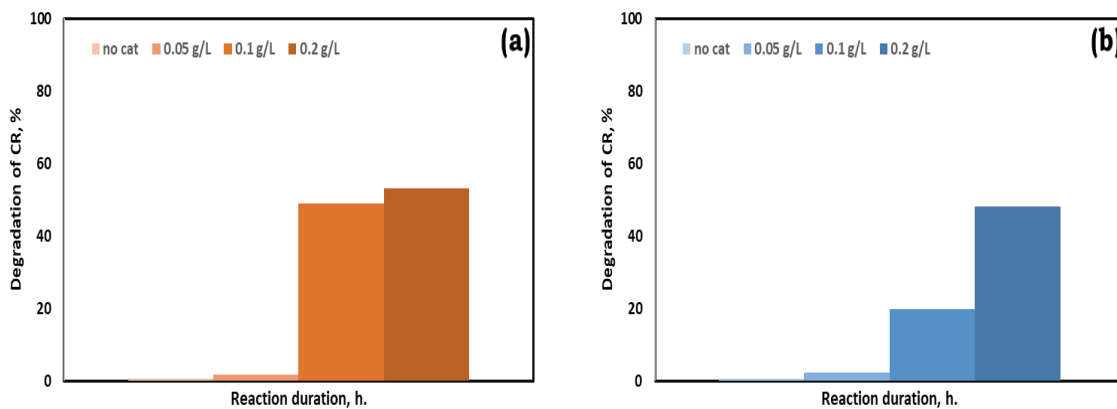 (a)
no cat 0.05 g/L 0.1 g/L 0.2 g/L
Degradation of CR, %
100
80
60
40
20
0
Reaction duration, h.
(b)
no cat 0.05 g/L 0.1 g/L 0.2 g/L
Degradation of CR, %
100
80
60
40
20
0
Reaction duration, h.